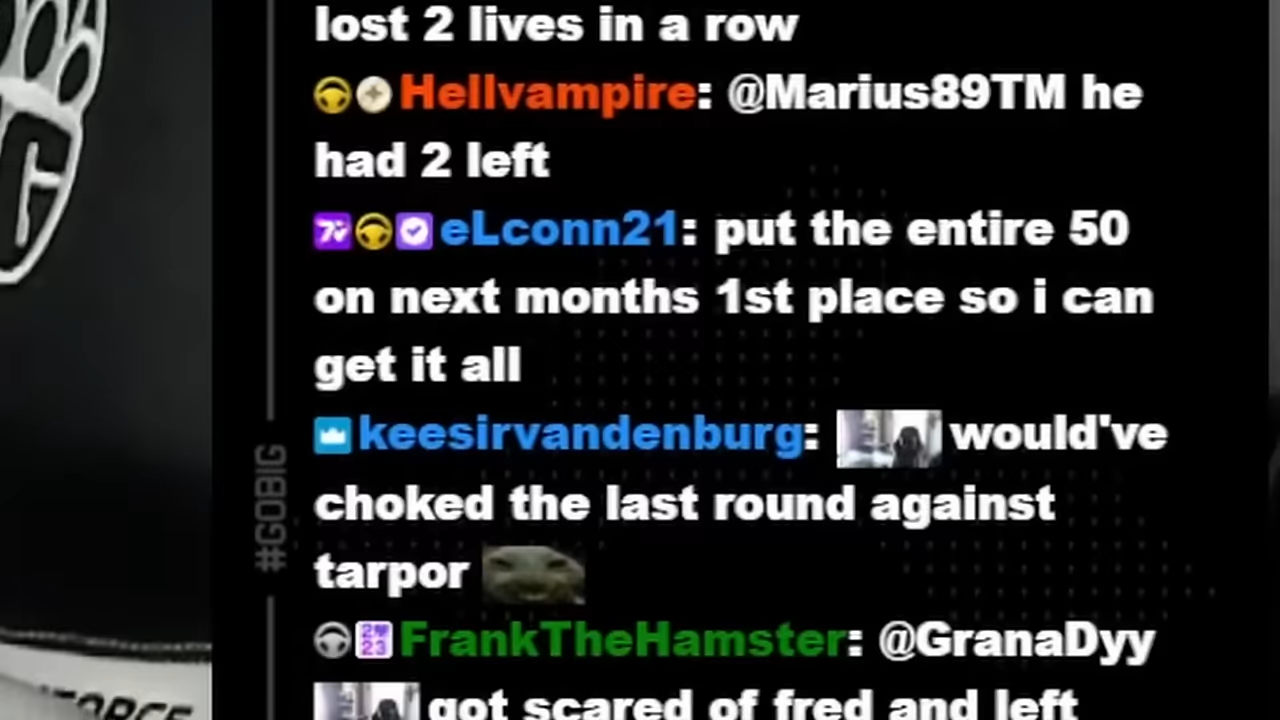 lost 2 lives in a row
Hellvampire: @Marius89TM he
had 2 left
eLconn21: put the entire 50
on next months 1st place so i can
get it all
keesirvandenburg: would've
choked the last round against
tarpor
FrankTheHamster: @GranaDyy
got scared of fred and left
#GOBIG